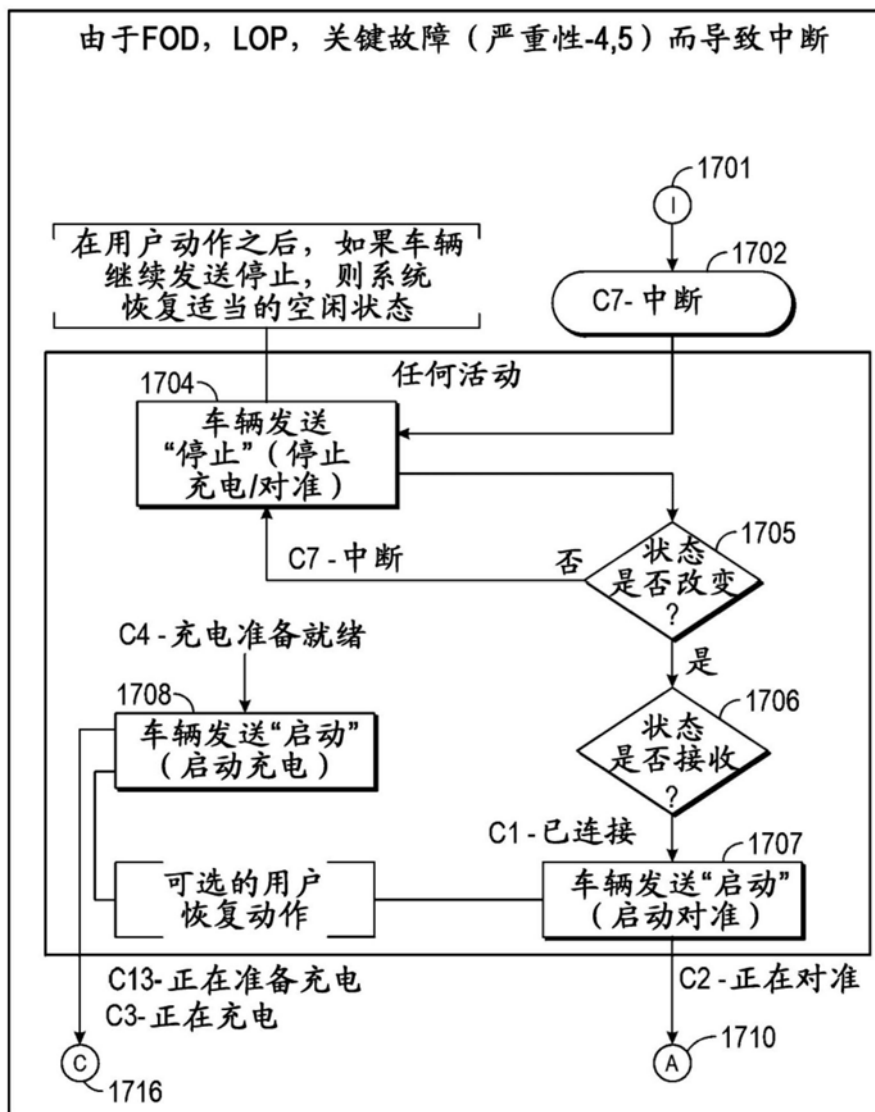 由于FOD，LOP，关键故障（严重性-4,5）而导致中断
1701
I
1702
C7-中断
在用户动作之后，如果车辆
继续发送停止，则系统
恢复适当的空闲状态
任何活动
1704
车辆发送
“停止”（停止
充电/对准）
1705
状态
是否改变
?
否
C7-中断
是
C4-充电准备就绪
1706
状态
是否接收
?
1708
车辆发送“启动”
（启动充电）
C1-已连接
1707
车辆发送“启动”
（启动对准）
可选的用户
恢复动作
C13-正在准备充电
C3-正在充电
C2-正在对准
C
1716
A
1710